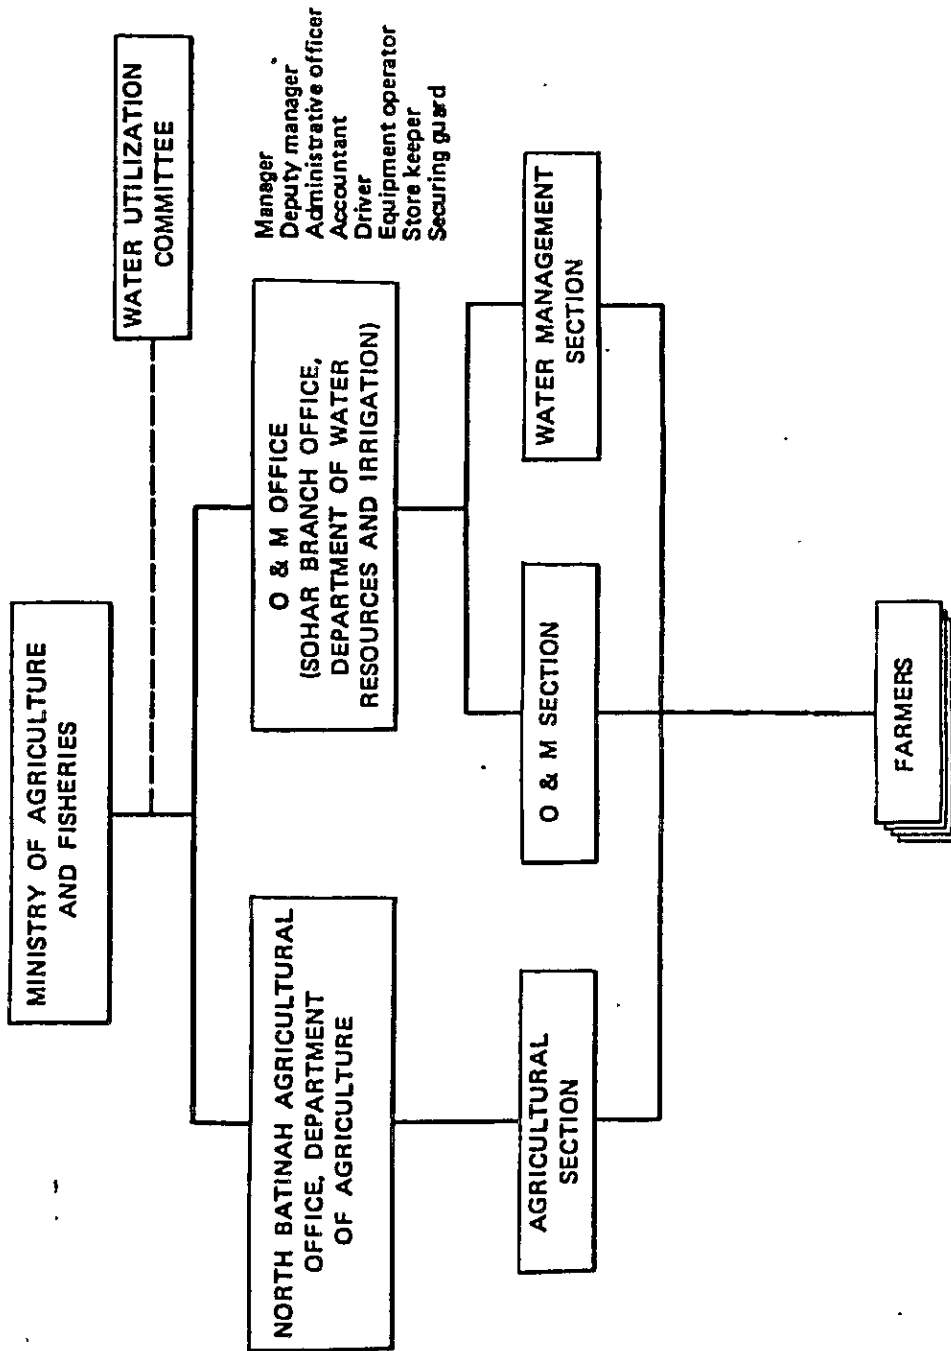 MINISTRY OF AGRICULTURE
AND FISHERIES
WATER UTILIZATION
COMMITTEE
NORTH BATINAH AGRICULTURAL
OFFICE, DEPARTMENT
OF AGRICULTURE
O & M OFFICE
(SOHAR BRANCH OFFICE,
DEPARTMENT OF WATER
RESOURCES AND IRRIGATION)
Manager
Deputy manager
Administrative officer
Accountant
Driver
Equipment operator
Store keeper
Securing guard
AGRICULTURAL
SECTION
O & M SECTION
WATER MANAGEMENT
SECTION
FARMERS